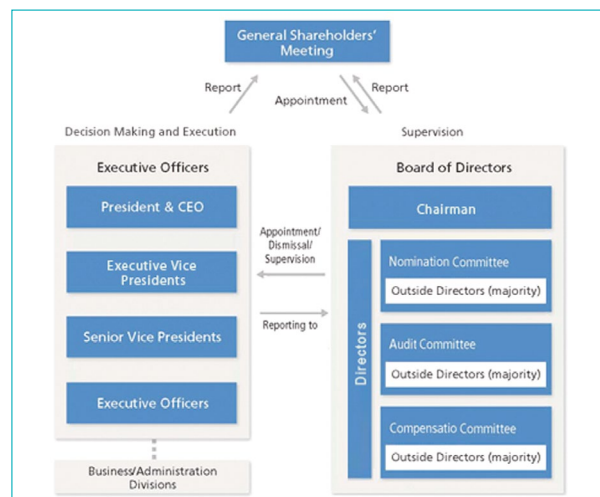 General Shareholders'
Meeting
Report
Appointment
Report
Decision Making and Execution
Supervision
Executive Officers
President & CEO
Executive Vice
Presidents
Senior Vice Presidents
Executive Officers
Business/Administration
Divisions
Appointment/
Dismissal/
Supervision
Reporting to
Board of Directors
Chairman
Directors
Nomination Committee
Outside Directors (majority)
Audit Committee
Outside Directors (majority)
Compensatio Committee
Outside Directors (majority)